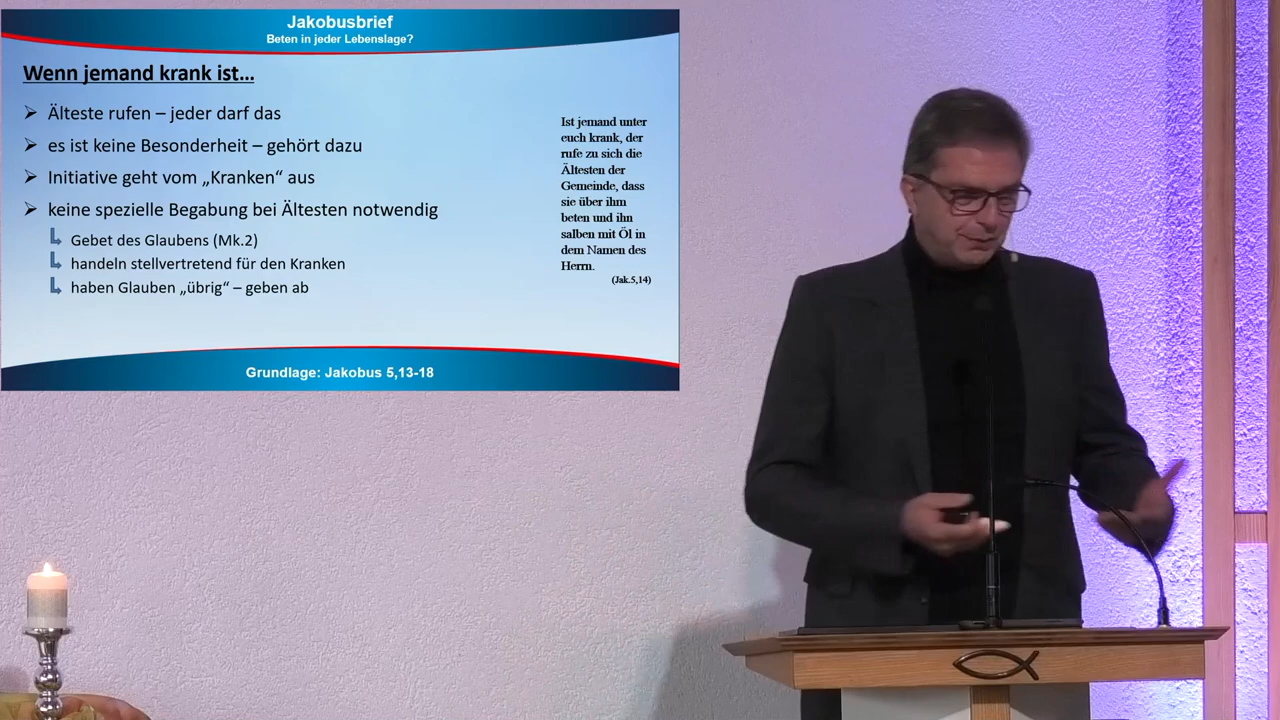 Jakobusbrief
Beten in jeder Lebenslage?
Wenn jemand krank ist...
Älteste rufen – jeder darf das
es ist keine Besonderheit – gehört dazu
Initiative geht vom „Kranken“ aus
keine spezielle Begabung bei Ältesten notwendig
Gebet des Glaubens (Mk.2)
handeln stellvertretend für den Kranken
haben Glauben „übrig“ – geben ab
Ist jemand unter
euch krank, der
rufe zu sich die
Ältesten der
Gemeinde, dass
sie über ihm
beten und ihn
salben mit Öl in
dem Namen des
Herrn.
(Jak.5,14)
Grundlage: Jakobus 5,13-18